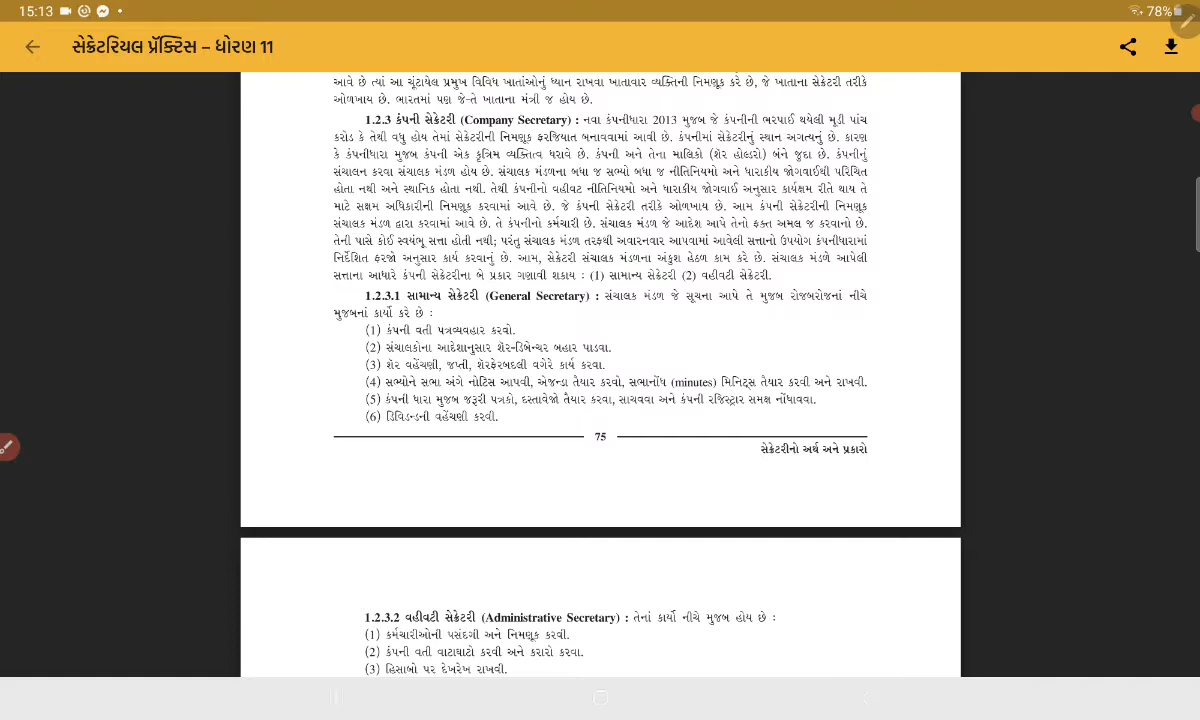 15:13
78%
સેક્રેટરિયલ પ્રૅક્ટિસ – ધોરણ 11
આવે છે ત્યાં આ ચૂંટાયેલ પ્રમુખ વિવિધ ખાતાંઓનું ધ્યાન રાખવા ખાતાવાર વ્યક્તિની નિમણૂક કરે છે, જે ખાતાના સેક્રેટરી તરીકે
ઓળખાય છે. ભારતમાં પણ જે-તે ખાતાના મંત્રી જ હોય છે.
1.2.3 કંપની સેક્રેટરી (Company Secretary) : નવા કંપનીધારા 2013 મુજબ જે કંપનીની ભરપાઈ થયેલી મૂડી પાંચ
કરોડ કે તેથી વધુ હોય તેમાં સેક્રેટરીની નિમણૂક ફરજિયાત બનાવવામાં આવી છે. કંપનીમાં સેક્રેટરીનું સ્થાન અગત્યનું છે. કારણ
કે કંપનીધારા મુજબ કંપની એક કૃત્રિમ વ્યક્તિત્વ ધરાવે છે. કંપની અને તેના માલિકો (શૅર હોલ્ડરો) બંને જુદા છે. કંપનીનું
સંચાલન કરવા સંચાલક મંડળ હોય છે. સંચાલક મંડળના બધા જ સભ્યો બધા જ નીતિનિયમો અને ધારાકીય જોગવાઈથી પરિચિત
હોતા નથી અને સ્થાનિક હોતા નથી. તેથી કંપનીનો વહીવટ નીતિનિયમો અને ધારાકીય જોગવાઈ અનુસાર કાર્યક્ષમ રીતે થાય તે
માટે સક્ષમ અધિકારીની નિમણૂક કરવામાં આવે છે. જે કંપની સેક્રેટરી તરીકે ઓળખાય છે. આમ કંપની સેક્રેટરીની નિમણૂક
સંચાલક મંડળ દ્વારા કરવામાં આવે છે. તે કંપનીનો કર્મચારી છે. સંચાલક મંડળ જે આદેશ આપે તેનો ફક્ત અમલ જ કરવાનો છે.
તેની પાસે કોઈ સ્વયંભૂ સત્તા હોતી નથી; પરંતુ સંચાલક મંડળ તરફથી અવારનવાર આપવામાં આવેલી સત્તાનો ઉપયોગ કંપનીધારામાં
નિર્દેશિત ફરજો અનુસાર કાર્ય કરવાનું છે. આમ, સેક્રેટરી સંચાલક મંડળના અંકુશ હેઠળ કામ કરે છે. સંચાલક મંડળે આપેલી
સત્તાના આધારે કંપની સેક્રેટરીના બે પ્રકાર ગણાવી શકાય : (1) સામાન્ય સેક્રેટરી (2) વહીવટી સેક્રેટરી.
1.2.3.1 સામાન્ય સેક્રેટરી (General Secretary) : સંચાલક મંડળ જે સૂચના આપે તે મુજબ રોજબરોજનાં નીચે
મુજબનાં કાર્યો કરે છે :
(1) કંપની વતી પત્રવ્યવહાર કરવો.
(2) સંચાલકોના આદેશાનુસાર શૅર-ડિબેન્ચર બહાર પાડવા.
(3) શૅર વહેંચણી, જપ્તી, શૅરફેરબદલી વગેરે કાર્ય કરવા.
(4) સભ્યોને સભા અંગે નોટિસ આપવી, એજન્ડા તૈયાર કરવો, સભાનોંધ (minutes) મિનિટ્સ તૈયાર કરવી અને રાખવી.
(5) કંપની ધારા મુજબ જરૂરી પત્રકો, દસ્તાવેજો તૈયાર કરવા, સાચવવા અને કંપની રજિસ્ટ્રાર સમક્ષ નોંધાવવા.
(6) ડિવિડન્ડની વહેંચણી કરવી.
75
સેક્રેટરીનો અર્થ અને પ્રકારો
1.2.3.2 વહીવટી સેક્રેટરી (Administrative Secretary) : તેનાં કાર્યો નીચે મુજબ હોય છે :
(1) કર્મચારીઓની પસંદગી અને નિમણૂક કરવી.
(2) કંપની વતી વાટાઘાટો કરવી અને કરારો કરવા.
(3) હિસાબો પર દેખરેખ રાખવી.